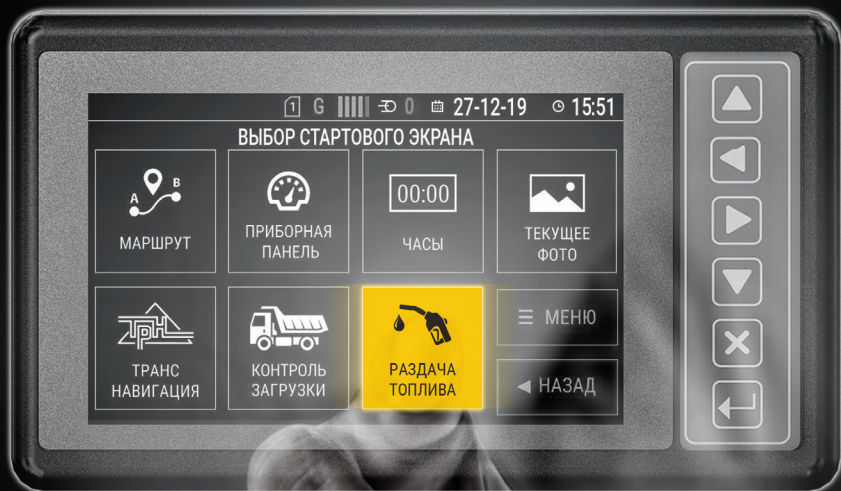 1 G 0 27-12-19 15:51
ВЫБОР СТАРТОВОГО ЭКРАНА
A B
МАРШРУТ
ПРИБОРНАЯ
ПАНЕЛЬ
00:00
ЧАСЫ
ТЕКУЩЕЕ
ФОТО
ТРН
ТРАНС
НАВИГАЦИЯ
КОНТРОЛЬ
ЗАГРУЗКИ
РАЗДАЧА
ТОПЛИВА
МЕНЮ
НАЗАД